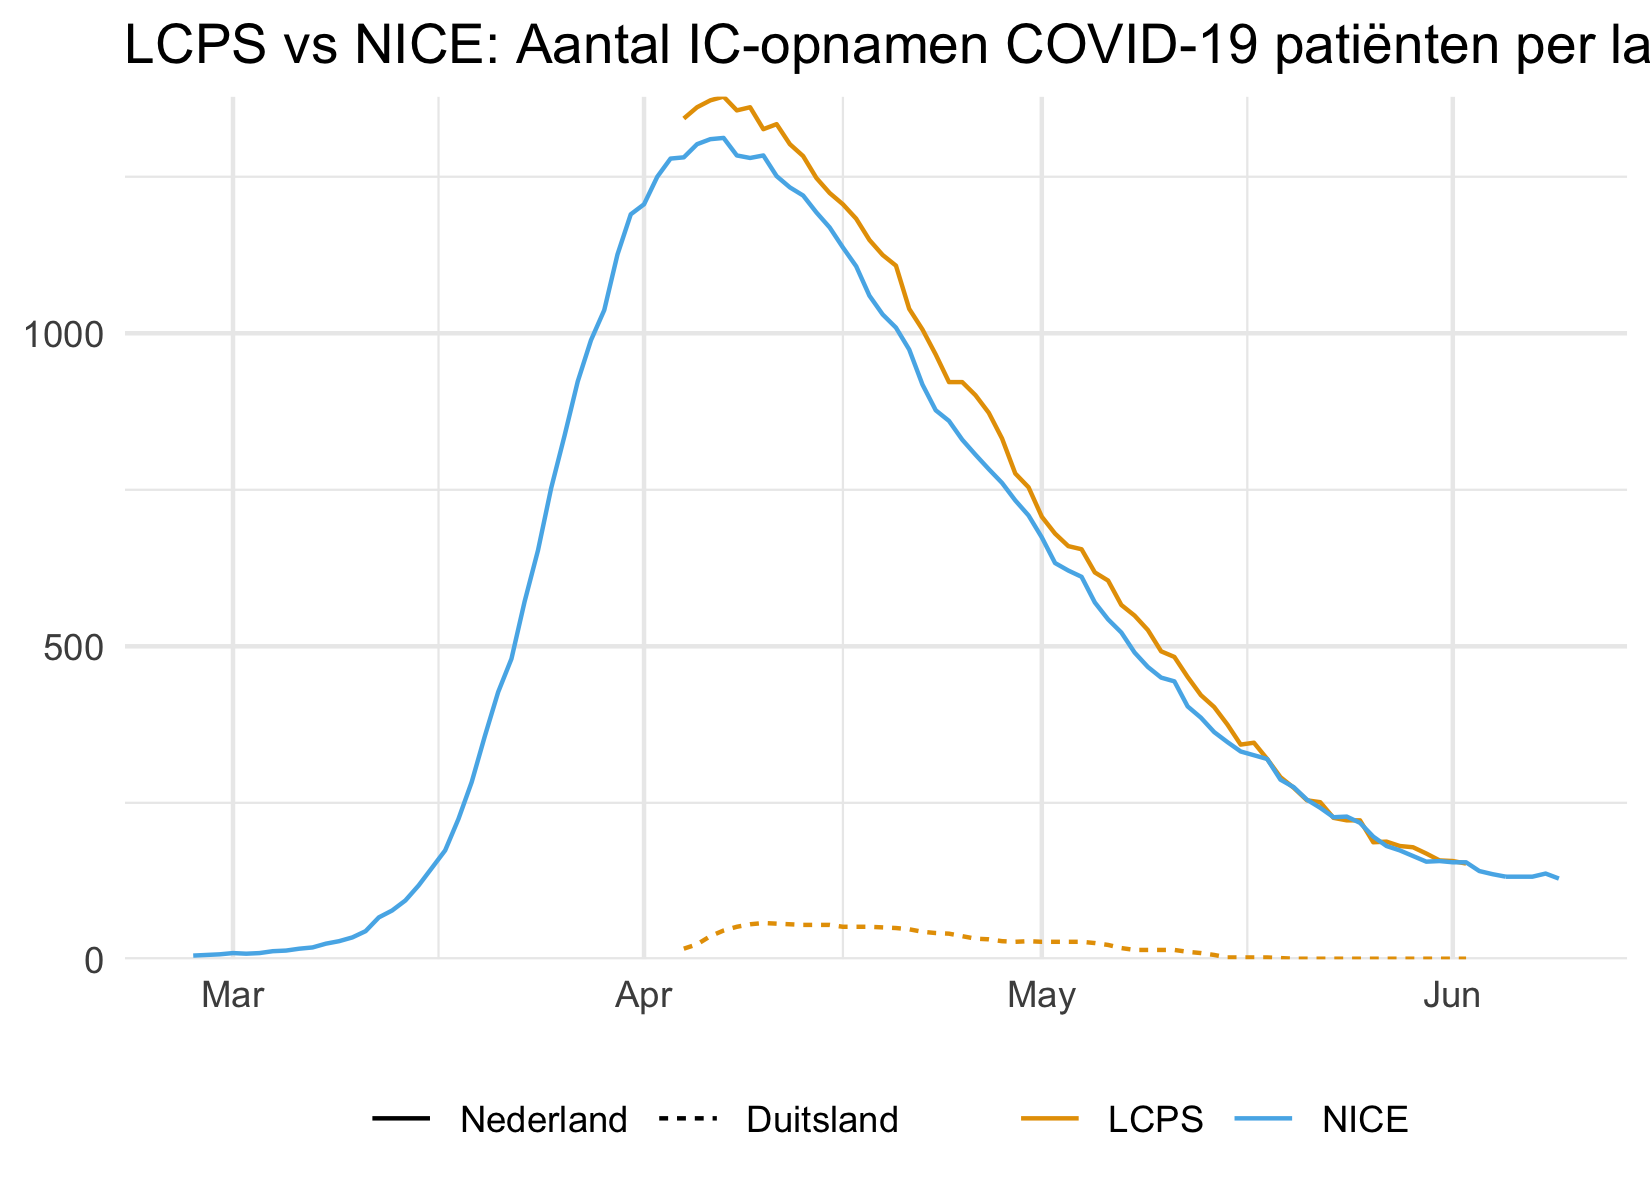 LCPS vs NICE: Aantal IC-opnamen COVID-19 patiënten per la
1000
500
0
Mar Apr May Jun
Nederland Duitsland LCPS NICE